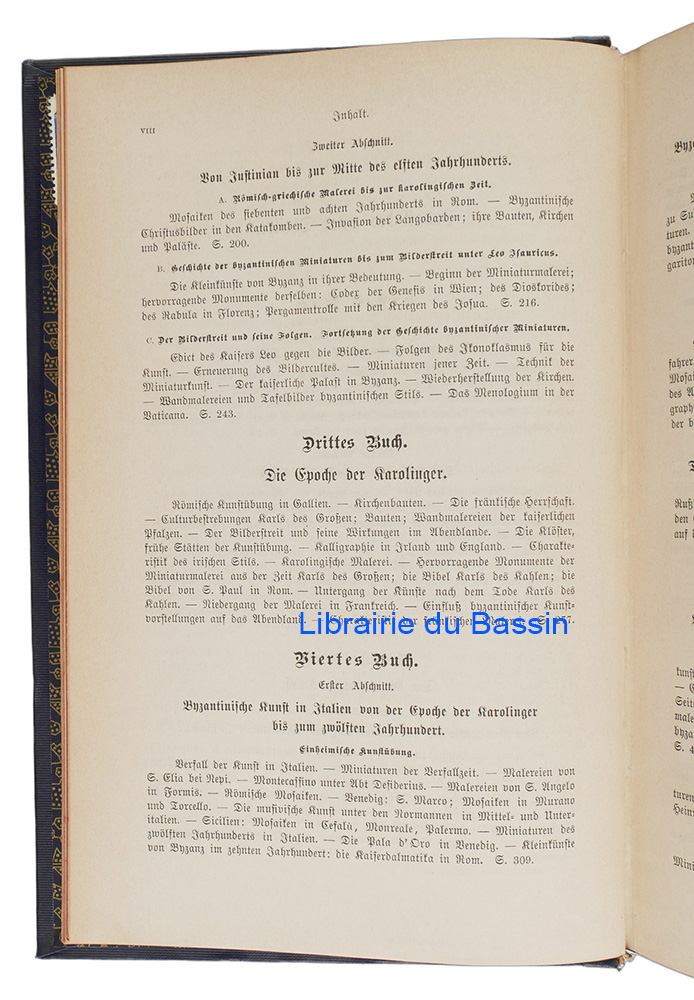 Inhalt.
VIII
Zweiter Abschnitt.
Von Justinian bis zur Mitte des elften Jahrhunderts.
A. Römisch-griechische Malerei bis zur karolingischen Zeit.
Mosaiken des siebenten und achten Jahrhunderts in Rom. — Byzantinische
Christusbilder in den Katakomben. — Invasion der Langobarden; ihre Bauten, Kirchen
und Paläste. S. 200.
B. Geschichte der byzantinischen Miniaturen bis zum Bilderstreit unter Leo Isauricus.
Die Kleinkünste von Byzanz in ihrer Bedeutung. — Beginn der Miniaturmalerei;
hervorragende Monumente derselben: Codex der Genesis in Wien; des Dioskorides;
des Rabula in Florenz; Pergamentrolle mit den Kriegen des Josua. S. 216.
C. Der Bilderstreit und seine Folgen. Fortsetzung der Geschichte byzantinischer Miniaturen.
Edict des Kaisers Leo gegen die Bilder. — Folgen des Ikonoklasmus für die
Kunst. — Erneuerung des Bildercultes. — Miniaturen jener Zeit. — Technik der
Miniaturkunst. — Der kaiserliche Palast in Byzanz. — Wiederherstellung der Kirchen.
— Wandmalereien und Tafelbilder byzantinischen Stils. — Das Menologium in der
Vaticana. S. 243.
Drittes Buch.
Die Epoche der Karolinger.
Römische Kunstübung in Gallien. — Kirchenbauten. — Die fränkische Herrschaft.
— Culturbestrebungen Karls des Großen; Bauten; Wandmalereien der kaiserlichen
Pfalzen. — Der Bilderstreit und seine Wirkungen im Abendlande. — Die Klöster,
frühe Stätten der Kunstübung. — Kalligraphie in Irland und England. — Charakte-
ristik des irischen Stils. — Karolingische Malerei. — Hervorragende Monumente der
Miniaturmalerei aus der Zeit Karls des Großen; die Bibel Karls des Kahlen; die
Bibel von S. Paul in Rom. — Untergang der Künste nach dem Tode Karls des
Kahlen. — Niedergang der Malerei in Frankreich. — Einfluß byzantinischer Kunst-
vorstellungen auf das Abendland. — Charakteristik der fränkischen Malerei. S.
Librairie du Bassin
Viertes Buch.
Erster Abschnitt.
Byzantinische Kunst in Italien von der Epoche der Karolinger
bis zum zwölften Jahrhundert.
Einheimische Kunstübung.
Verfall der Kunst in Italien. — Miniaturen der Verfallzeit. — Malereien von
S. Elia bei Nepi. — Montecassino unter Abt Desiderius. — Malereien von S. Angelo
in Formis. — Römische Mosaiken. — Venedig: S. Marco; Mosaiken in Murano
und Torcello. — Die musivische Kunst unter den Normannen in Mittel- und Unter-
italien. — Sicilien: Mosaiken in Cefalù, Monreale, Palermo. — Miniaturen des
zwölften Jahrhunderts in Italien. — Die Pala d'Oro in Venedig. — Kleinkünste
von Byzanz im zehnten Jahrhundert: die Kaiserdalmatika in Rom. S. 309.